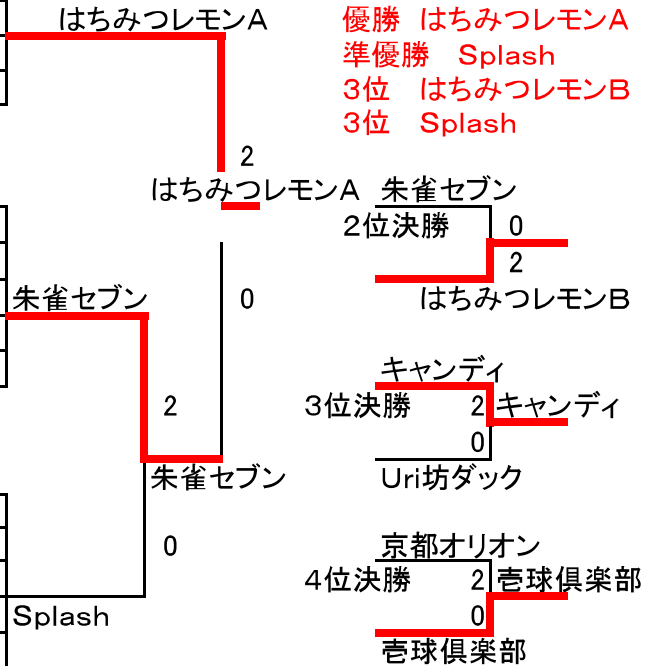 はちみつレモンA
優勝　はちみつレモンA
準優勝　Splash
3位　はちみつレモンB
3位　Splash
2
はちみつレモンA
朱雀セブン
2位決勝
0
2
はちみつレモンB
朱雀セブン
0
キャンディ
2
3位決勝
2
キャンディ
0
朱雀セブン
Uri坊ダック
0
京都オリオン
4位決勝
2
壱球倶楽部
0
Splash
壱球倶楽部